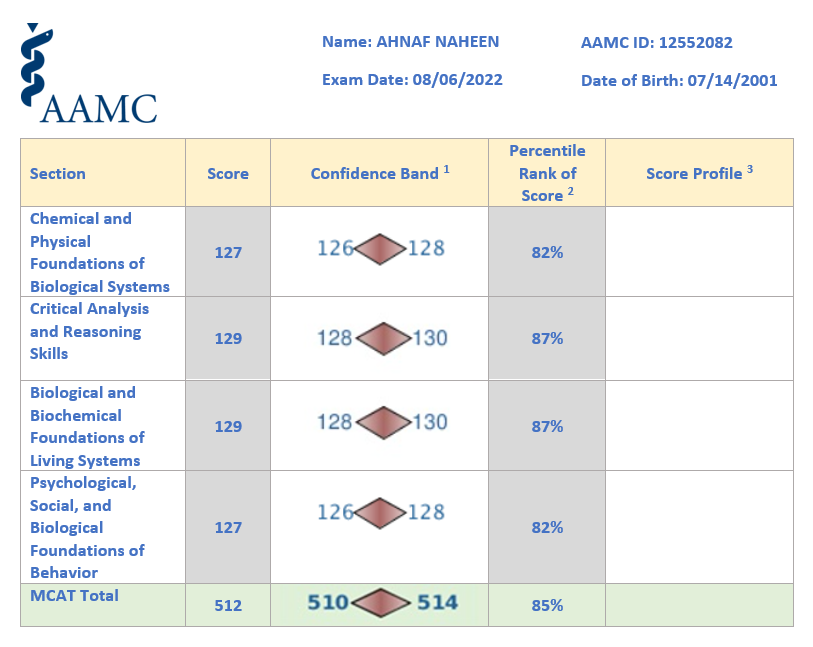 Name: AHNAF NAHEEN
AAMC ID: 12552082
Exam Date: 08/06/2022
Date of Birth: 07/14/2001
AAMC
Section
Score
Confidence Band 1
Percentile
Rank of
Score 2
Score Profile 3
Chemical and
Physical
Foundations of
Biological Systems
127
126 128
82%
Critical Analysis
and Reasoning
Skills
129
128 130
87%
Biological and
Biochemical
Foundations of
Living Systems
129
128 130
87%
Psychological,
Social, and
Biological
Foundations of
Behavior
127
126 128
82%
MCAT Total
512
510 514
85%